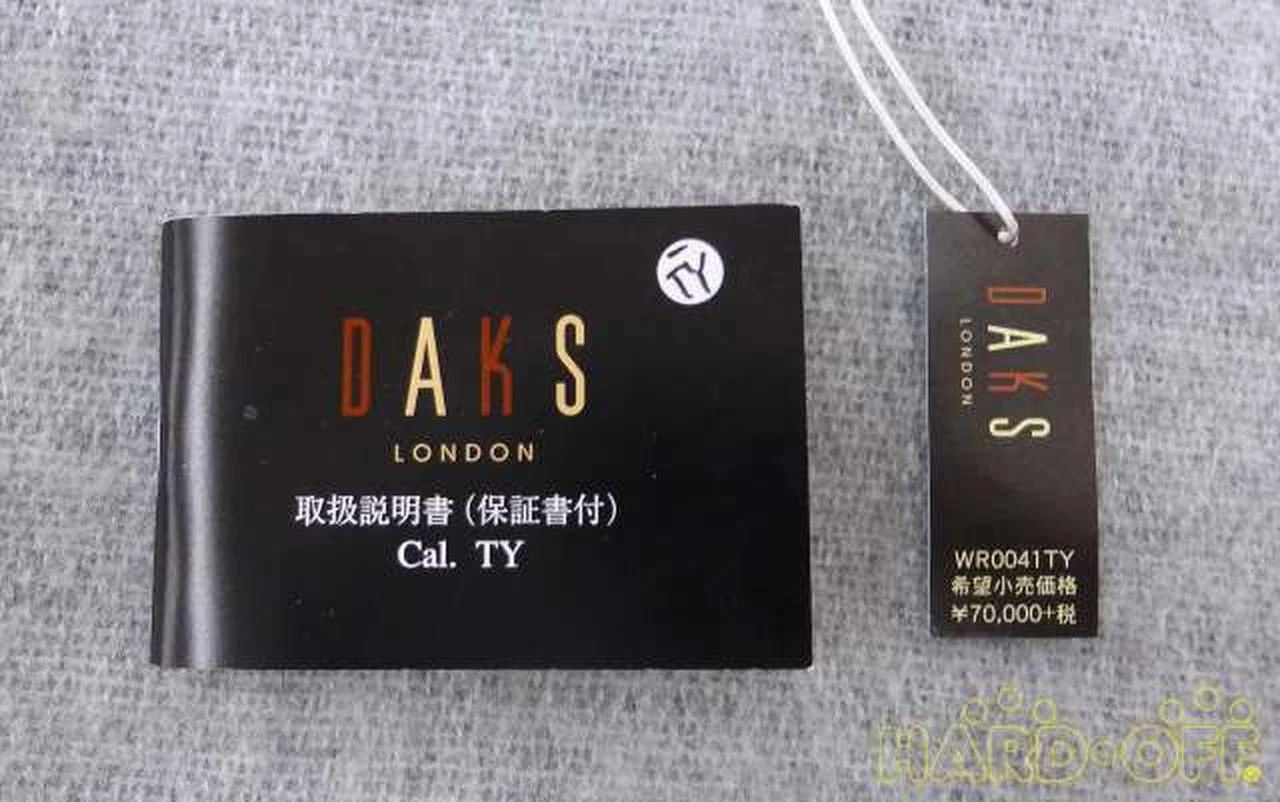 TY
DAKS
LONDON
取扱説明書（保証書付）
Cal. TY
DAKS
LONDON
WR0041TY
希望小売価格
¥70,000+税
HARD-OFF